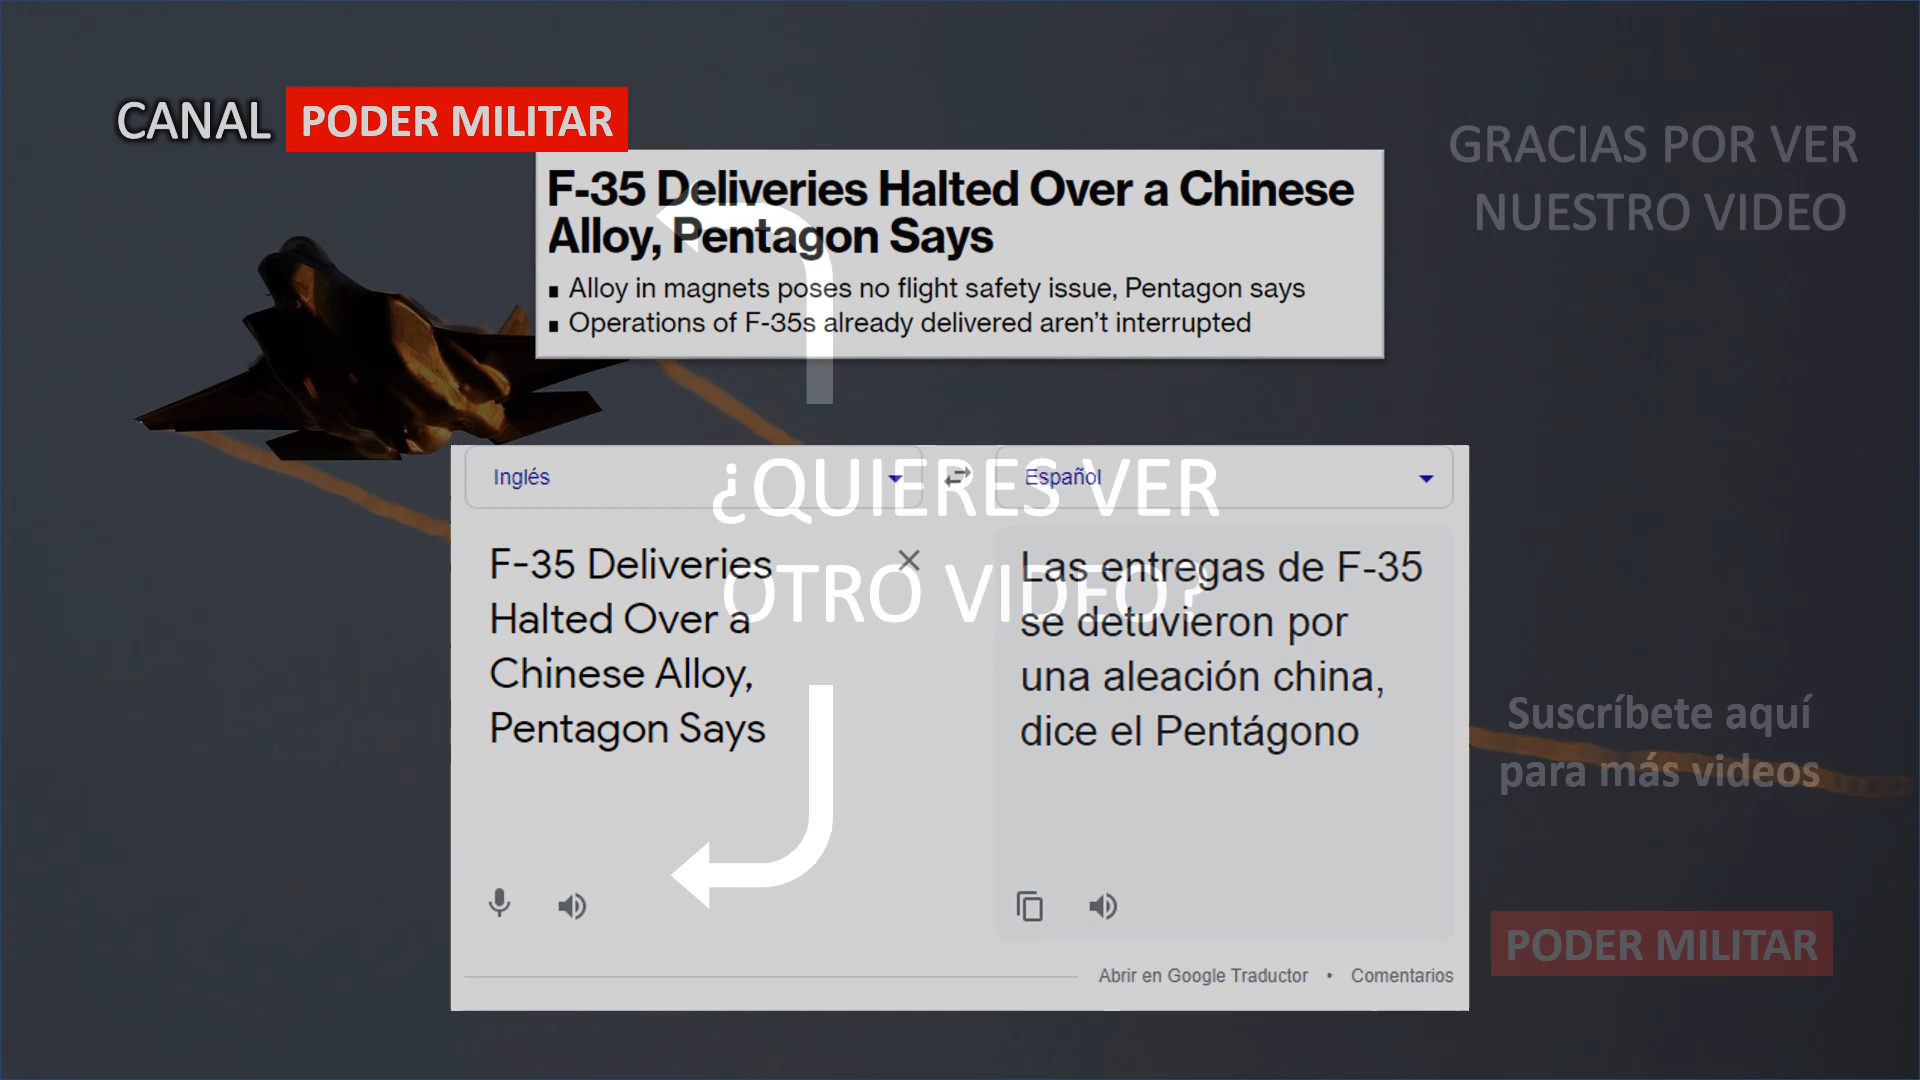 CANAL PODER MILITAR
GRACIAS POR VER
NUESTRO VIDEO
F-35 Deliveries Halted Over a Chinese
Alloy, Pentagon Says
▪ Alloy in magnets poses no flight safety issue, Pentagon says
▪ Operations of F-35s already delivered aren't interrupted
¿QUIERES VER
OTRO VIDEO?
Inglés
Español
F-35 Deliveries
Halted Over a
Chinese Alloy,
Pentagon Says
Las entregas de F-35
se detuvieron por
una aleación china,
dice el Pentágono
Abrir en Google Traductor • Comentarios
Suscríbete aquí
para más videos
PODER MILITAR